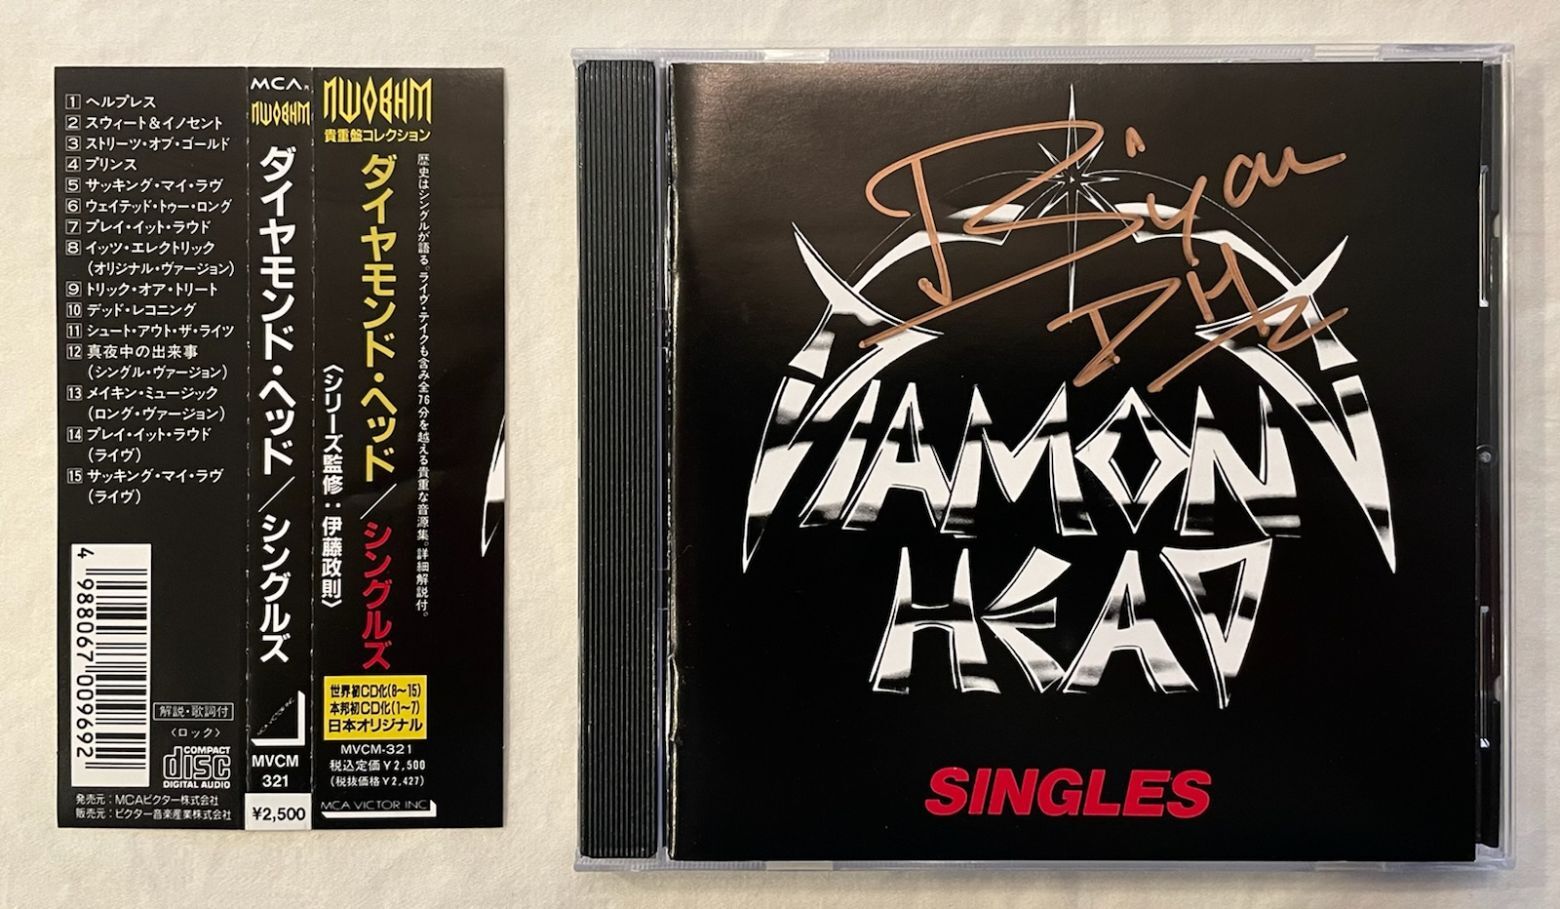 1 ヘルプレス
2 スウィート&イノセント
3 ストリーツ・オブ・ゴールド
4 プリンス
5 サッキング・マイ・ラヴ
6 ウェイテッド・トゥー・ロング
7 プレイ・イット・ラウド
8 イッツ・エレクトリック
(オリジナル・ヴァージョン)
9 トリック・オア・トリート
10 デッド・レコニング
11 シュート・アウト・ザ・ライツ
12 真夜中の出来事
(シングル・ヴァージョン)
13 メイキン・ミュージック
(ロング・ヴァージョン)
14 プレイ・イット・ラウド
(ライヴ)
15 サッキング・マイ・ラヴ
(ライヴ)
4 988067 009692
解説・歌詞付
〈ロック〉
COMPACT
disc
DIGITAL AUDIO
発売元:MCAビクター株式会社
販売元:ビクター音楽産業株式会社
MCA
NWOBHM
ダイヤモンド・ヘッド/シングルズ
MVCM
321
¥2,500
NWOBHM
貴重盤コレクション
歴史はシングルが語る。ライヴ・テイクも含み全76分を越える貴重な音源集。詳細解説付。
ダイヤモンド・ヘッド/シングルズ
〈シリーズ監修:伊藤政則〉
世界初CD化(8〜15)
本邦初CD化(1〜7)
日本オリジナル
MVCM-321
税込定価¥2,500
(税抜価格¥2,427)
MCA VICTOR INC.
Brian
DH
DIAMOND
HEAD
SINGLES